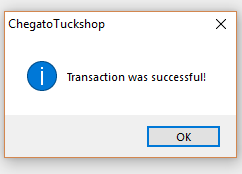 ChegatoTuckshop
Transaction was successful!
OK